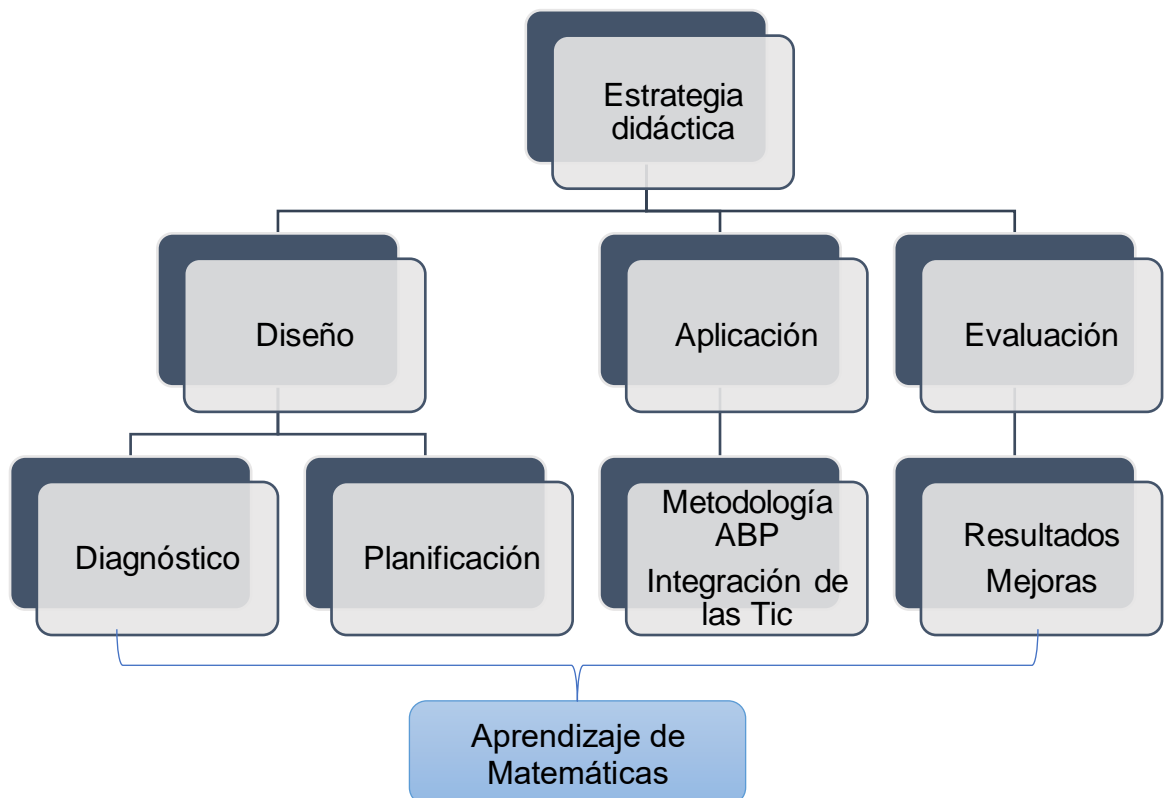 Estrategia
didáctica
Diseño
Aplicación
Evaluación
Diagnóstico
Planificación
Metodología
ABP
Integración de
las Tic
Resultados
Mejoras
Aprendizaje de
Matemáticas